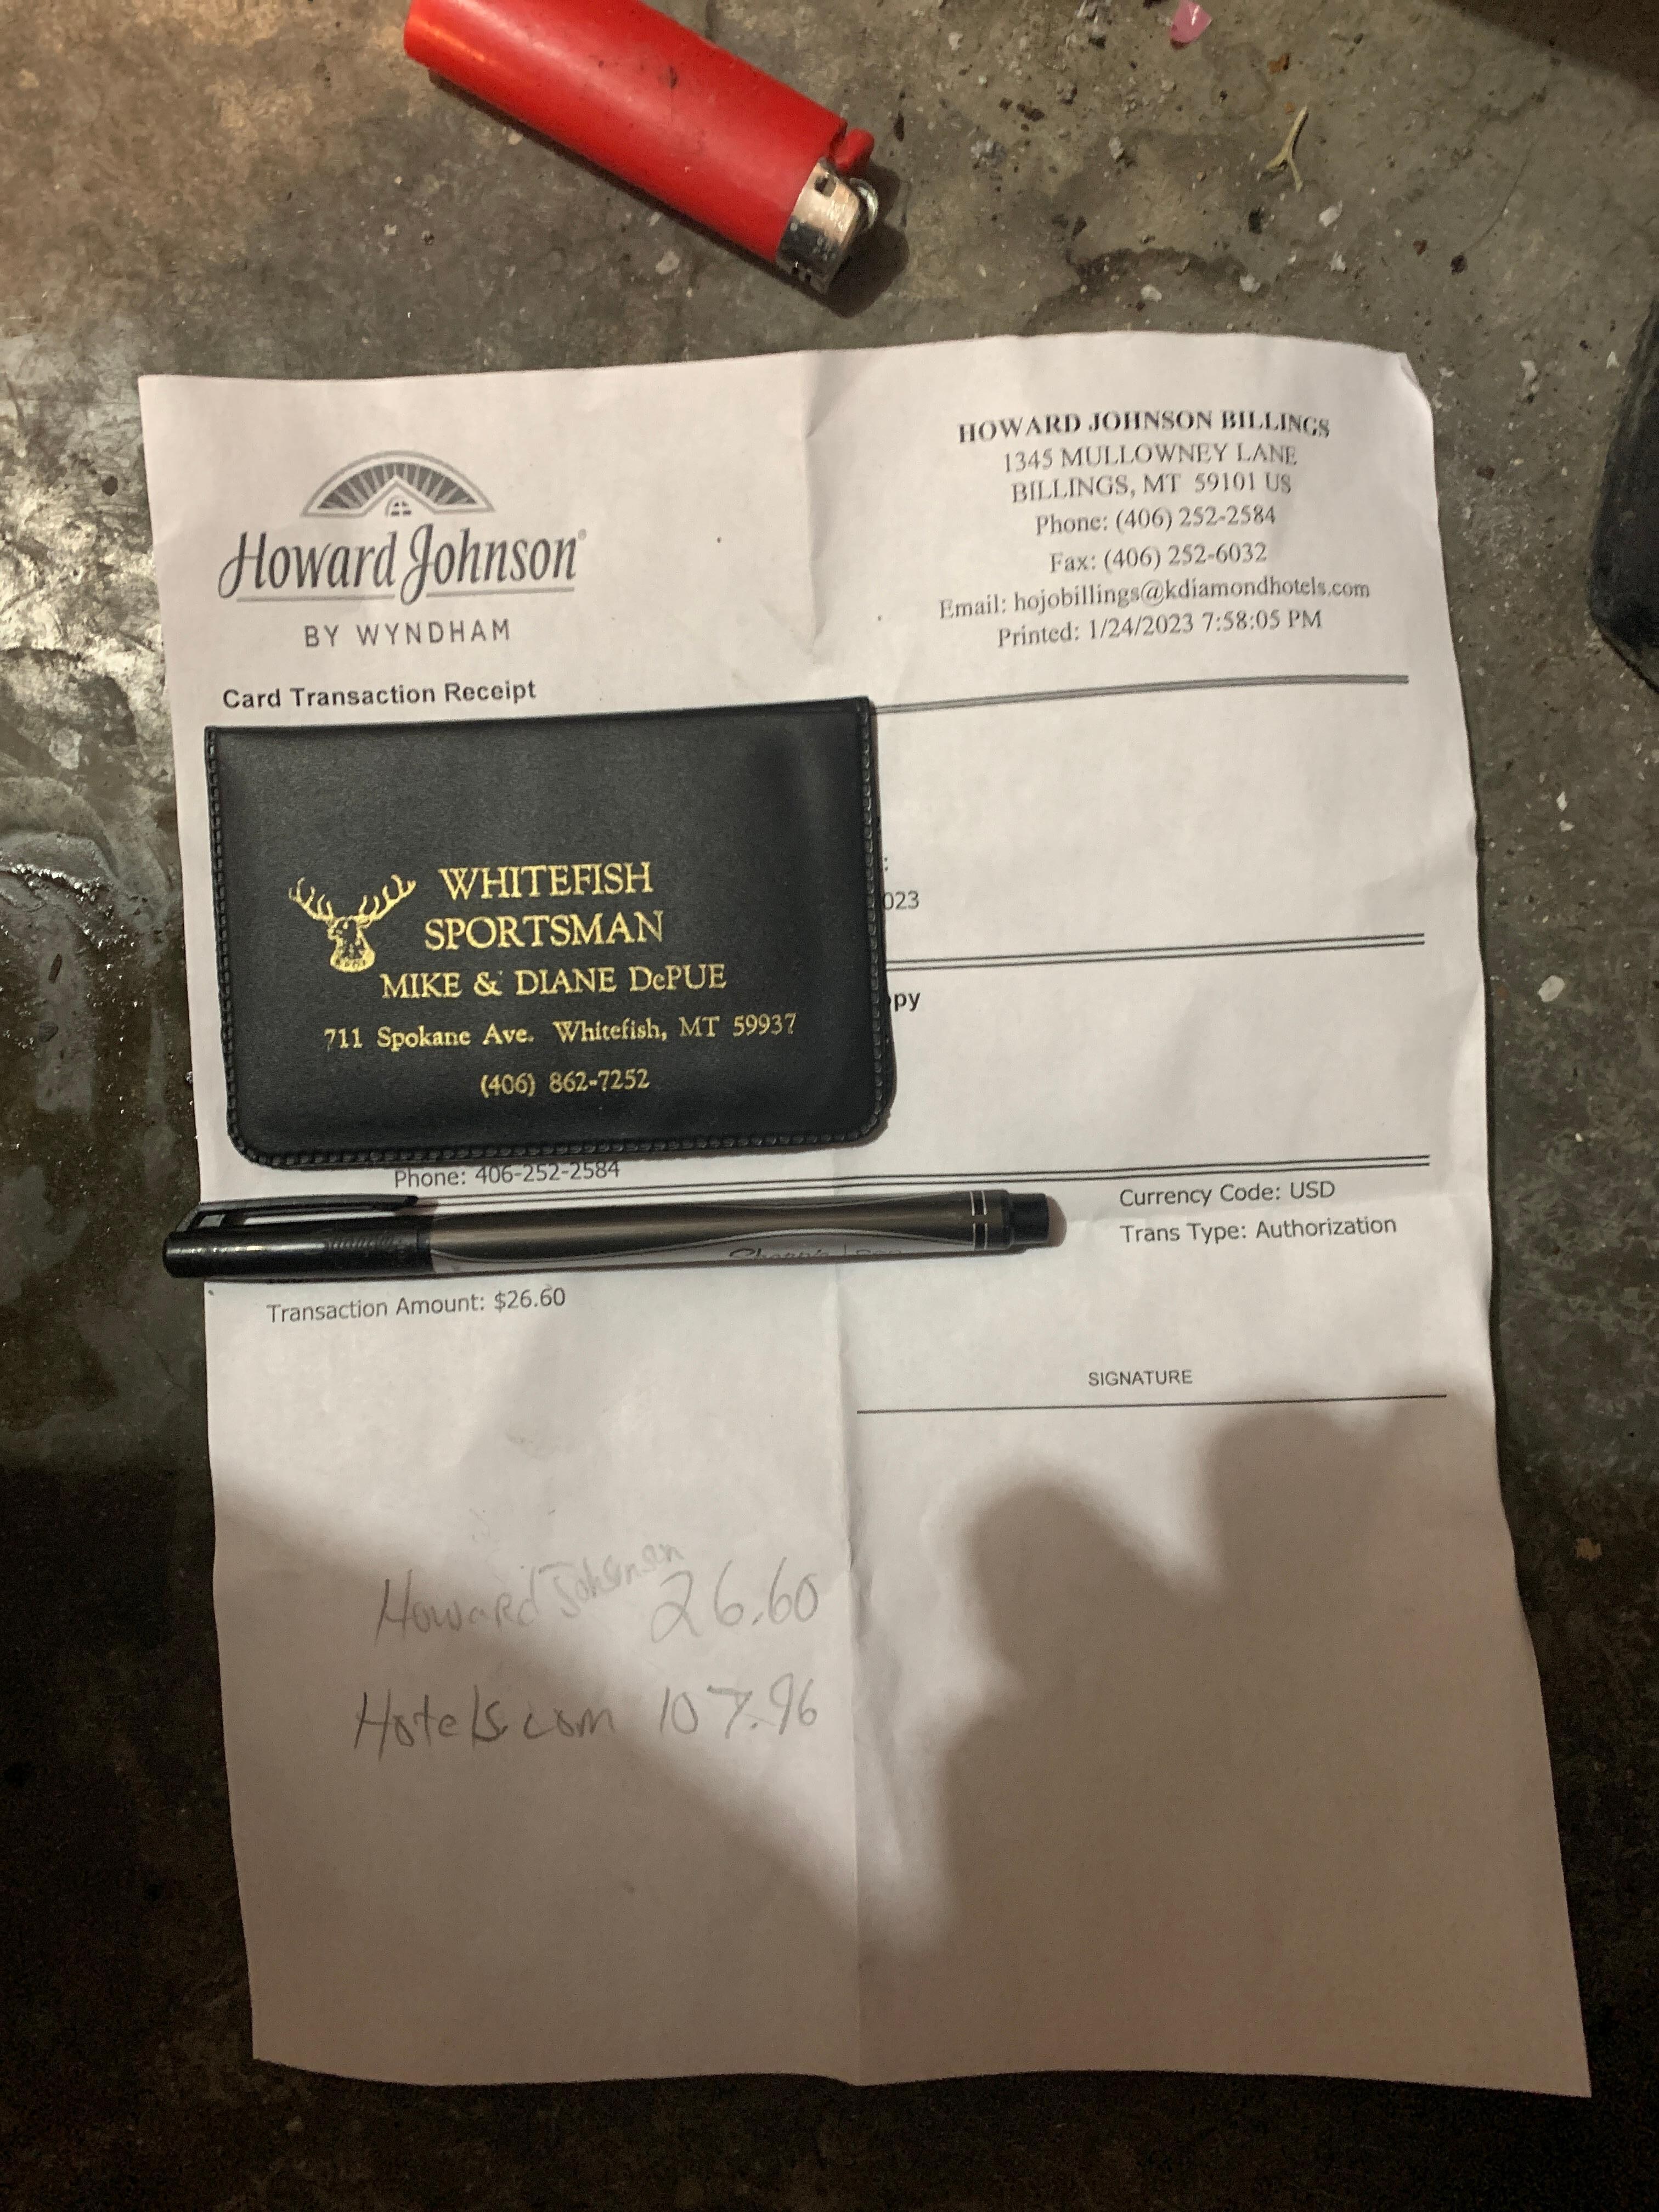 Howard Johnson
BY WYNDHAM
HOWARD JOHNSON BILLINGS
1345 MULLOWNEY LANE
BILLINGS, MT 59101 US
Phone: (406) 252-2584
Fax: (406) 252-6032
Email: hojobillings@kdiamondhotels.com
Printed: 1/24/2023 7:58:05 PM
Card Transaction Receipt
:
023
WHITEFISH
SPORTSMAN
MIKE & DIANE DePUE
711 Spokane Ave. Whitefish, MT 59937
(406) 862-7252
opy
Phone: 406-252-2584
Currency Code: USD
Trans Type: Authorization
Transaction Amount: $26.60
SIGNATURE
Howard Johnson 26.60
Hotels.com 107.96